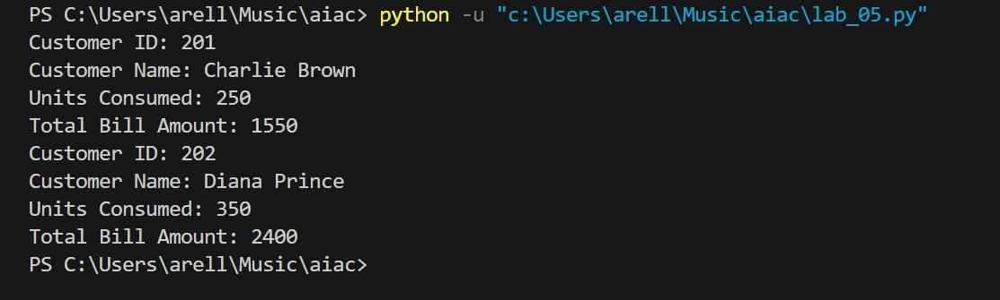 PS C:\Users\arell\Music\aiac> python -u "c:\Users\arell\Music\aiac\lab_05.py"
Customer ID: 201
Customer Name: Charlie Brown
Units Consumed: 250
Total Bill Amount: 1550
Customer ID: 202
Customer Name: Diana Prince
Units Consumed: 350
Total Bill Amount: 2400
PS C:\Users\arell\Music\aiac>